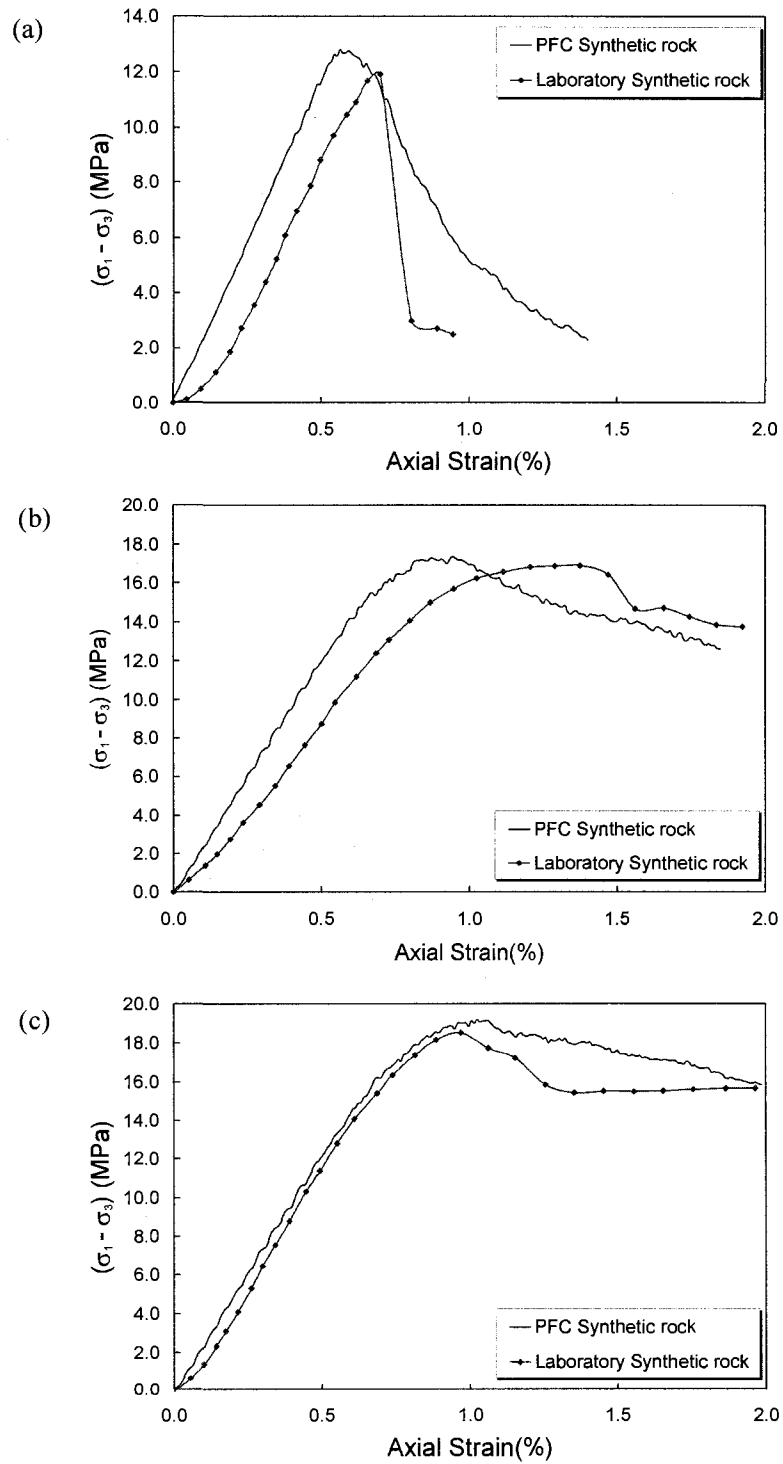 (a)
14.0
12.0
10.0
8.0
6.0
4.0
2.0
0.0
(σ₁ - σ₃) (MPa)
PFC Synthetic rock
Laboratory Synthetic rock
0.0 0.5 1.0 1.5 2.0
Axial Strain(%)
(b)
20.0
18.0
16.0
14.0
12.0
10.0
8.0
6.0
4.0
2.0
0.0
(σ₁ - σ₃) (MPa)
PFC Synthetic rock
Laboratory Synthetic rock
0.0 0.5 1.0 1.5 2.0
Axial Strain(%)
(c)
20.0
18.0
16.0
14.0
12.0
10.0
8.0
6.0
4.0
2.0
0.0
(σ₁ - σ₃) (MPa)
PFC Synthetic rock
Laboratory Synthetic rock
0.0 0.5 1.0 1.5 2.0
Axial Strain(%)